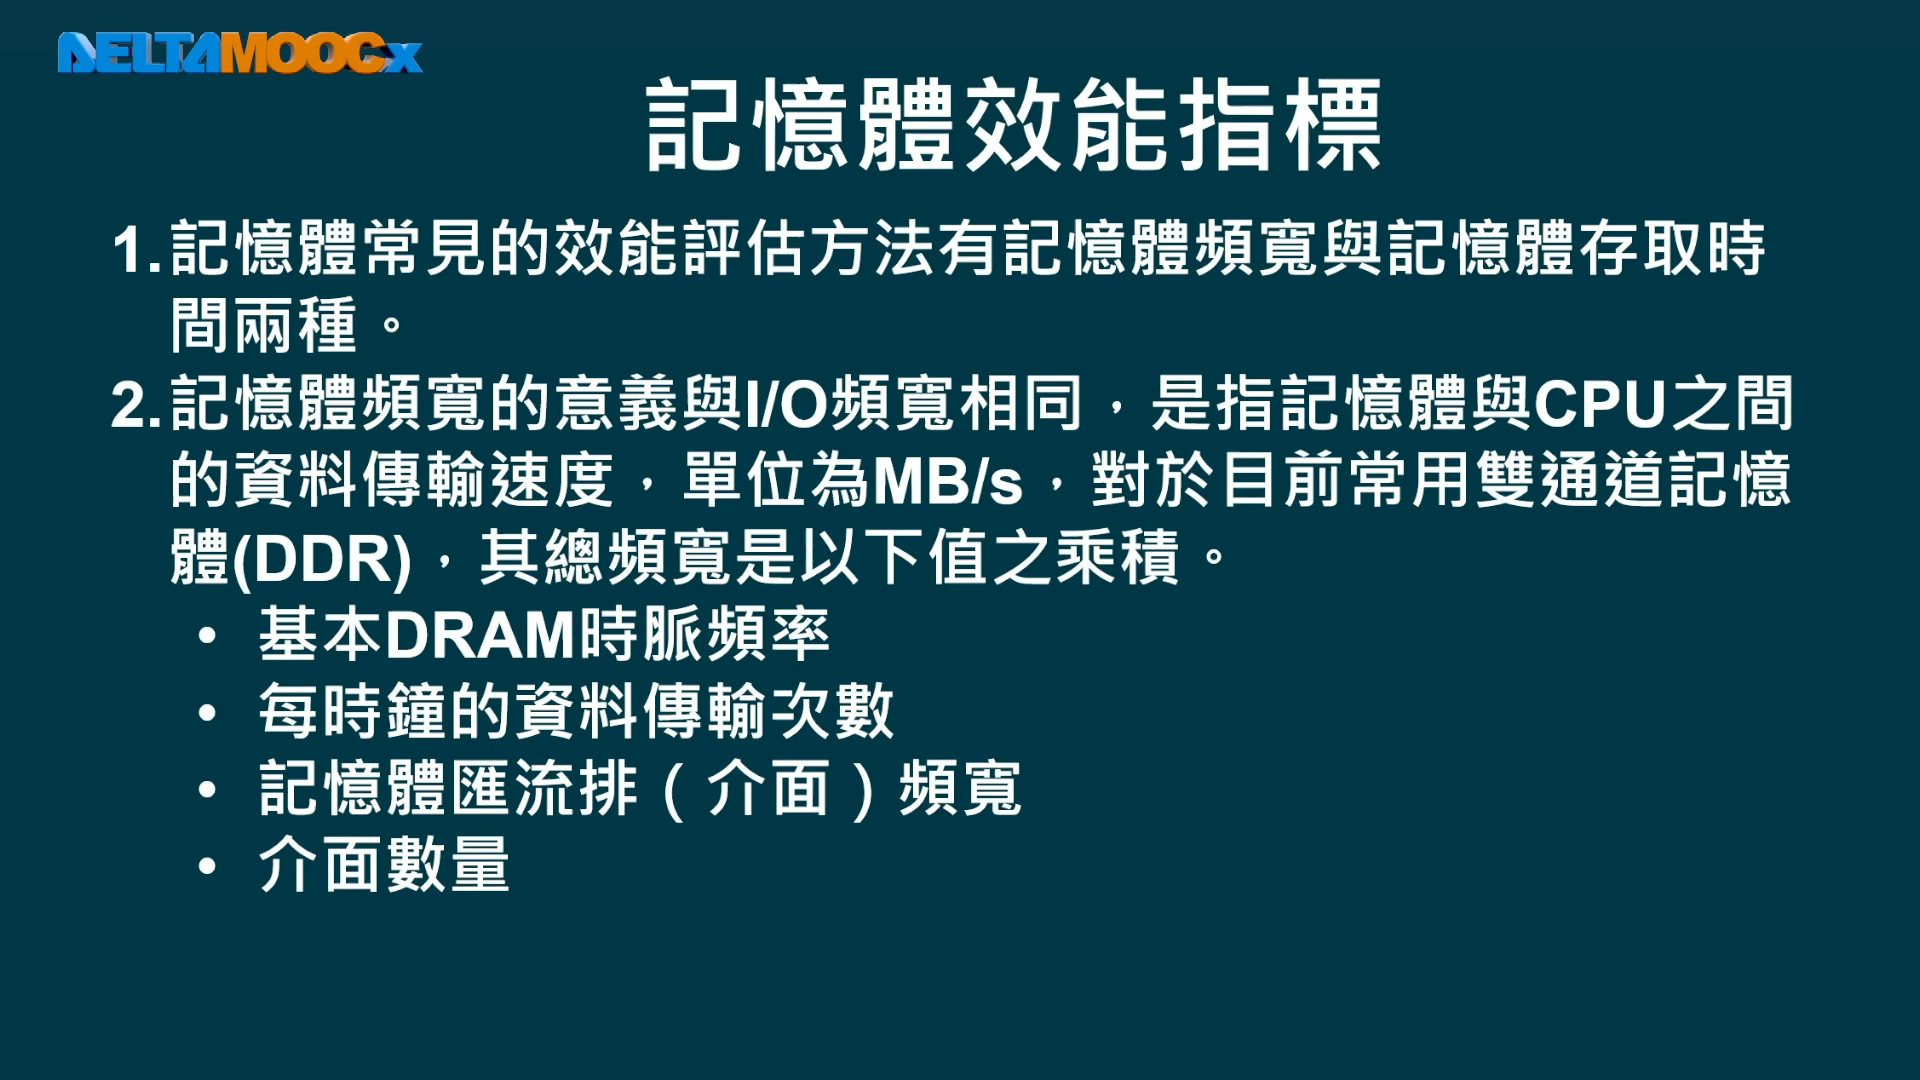 DELTAMOOCx
記憶體效能指標
1.記憶體常見的效能評估方法有記憶體頻寬與記憶體存取時
間兩種。
2.記憶體頻寬的意義與I/O頻寬相同，是指記憶體與CPU之間
的資料傳輸速度，單位為MB/s，對於目前常用雙通道記憶
體(DDR)，其總頻寬是以下值之乘積。
• 基本DRAM時脈頻率
• 每時鐘的資料傳輸次數
• 記憶體匯流排（介面）頻寬
• 介面數量